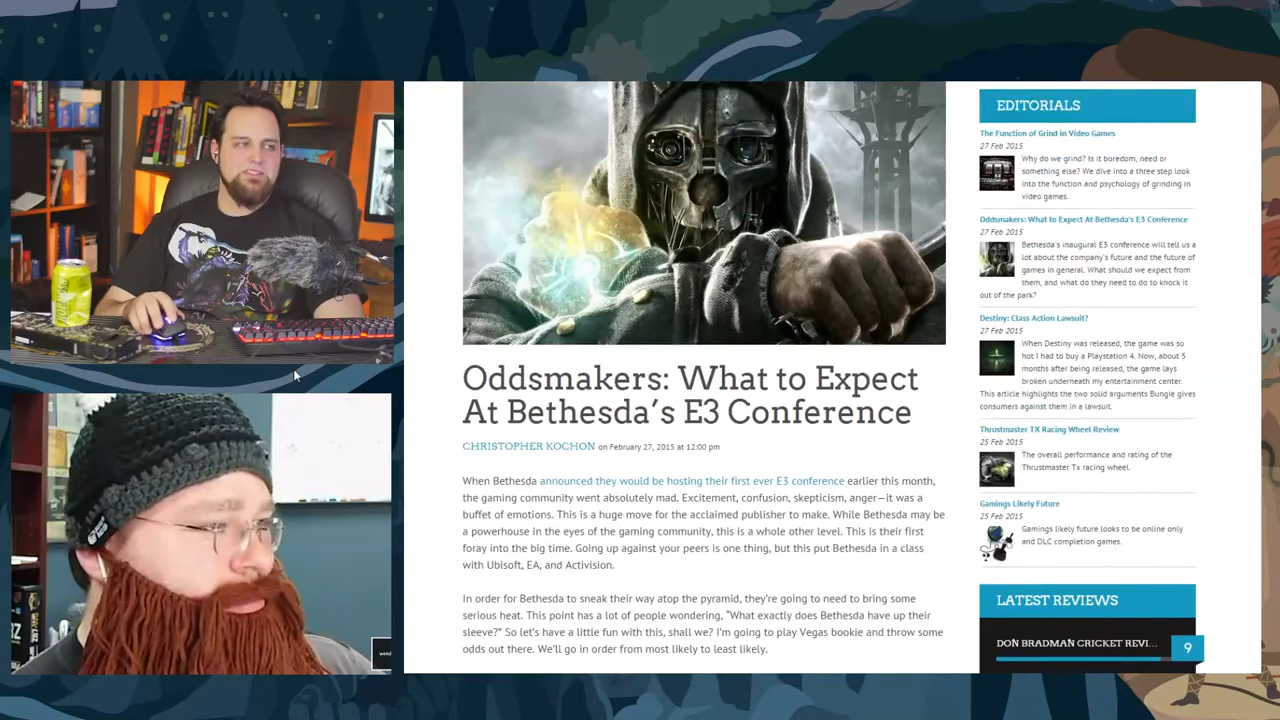 Oddsmakers: What to Expect
At Bethesda's E3 Conference
CHRISTOPHER KOCHON on February 27, 2015 at 12:00 pm
When Bethesda announced they would be hosting their first ever E3 conference earlier this month,
the gaming community went absolutely mad. Excitement, confusion, skepticism, anger—it was a
buffet of emotions. This is a huge move for the acclaimed publisher to make. While Bethesda may be
a powerhouse in the eyes of the gaming community, this is a whole other level. This is their first
foray into the big time. Going up against your peers is one thing, but this put Bethesda in a class
with Ubisoft, EA, and Activision.
In order for Bethesda to sneak their way atop the pyramid, they're going to need to bring some
serious heat. This point has a lot of people wondering, "What exactly does Bethesda have up their
sleeve?" So let's have a little fun with this, shall we? I'm going to play Vegas bookie and throw some
odds out there. We'll go in order from most likely to least likely.
EDITORIALS
The Function of Grind in Video Games
27 Feb 2015
Why do we grind? Is it boredom, need or
something else? We dive into a three step look
into the function and psychology of grinding in
video games.
Oddsmakers: What to Expect At Bethesda's E3 Conference
27 Feb 2015
Bethesda's inaugural E3 conference will tell us a
lot about the company's future and the future of
games in general. What should we expect from
them, and what do they need to do to knock it
out of the park?
Destiny: Class Action Lawsuit?
27 Feb 2015
When Destiny was released, the game was so
hot I had to buy a Playstation 4. Now, about 5
months after being released, the game lays
broken underneath my entertainment center.
This article highlights the two solid arguments Bungie gives
consumers against them in a lawsuit.
Thrustmaster TX Racing Wheel Review
25 Feb 2015
The overall performance and rating of the
Thrustmaster Tx racing wheel.
Gamings Likely Future
25 Feb 2015
Gamings likely future looks to be online only
and DLC completion games.
LATEST REVIEWS
DON BRADMAN CRICKET REVI...
9